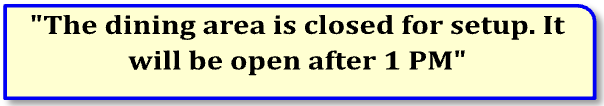 "The dining area is closed for setup. It
will be open after 1 PM"